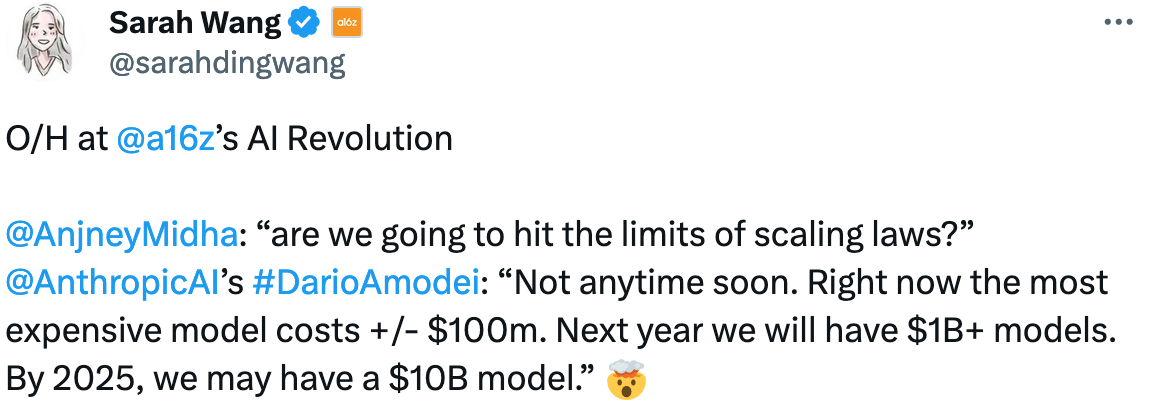 Sarah Wang a16z
@sarahdingwang
O/H at @a16z’s AI Revolution
@AnjneyMidha: “are we going to hit the limits of scaling laws?”
@AnthropicAI’s #DarioAmodei: “Not anytime soon. Right now the most
expensive model costs +/- $100m. Next year we will have $1B+ models.
By 2025, we may have a $10B model.” 🤯